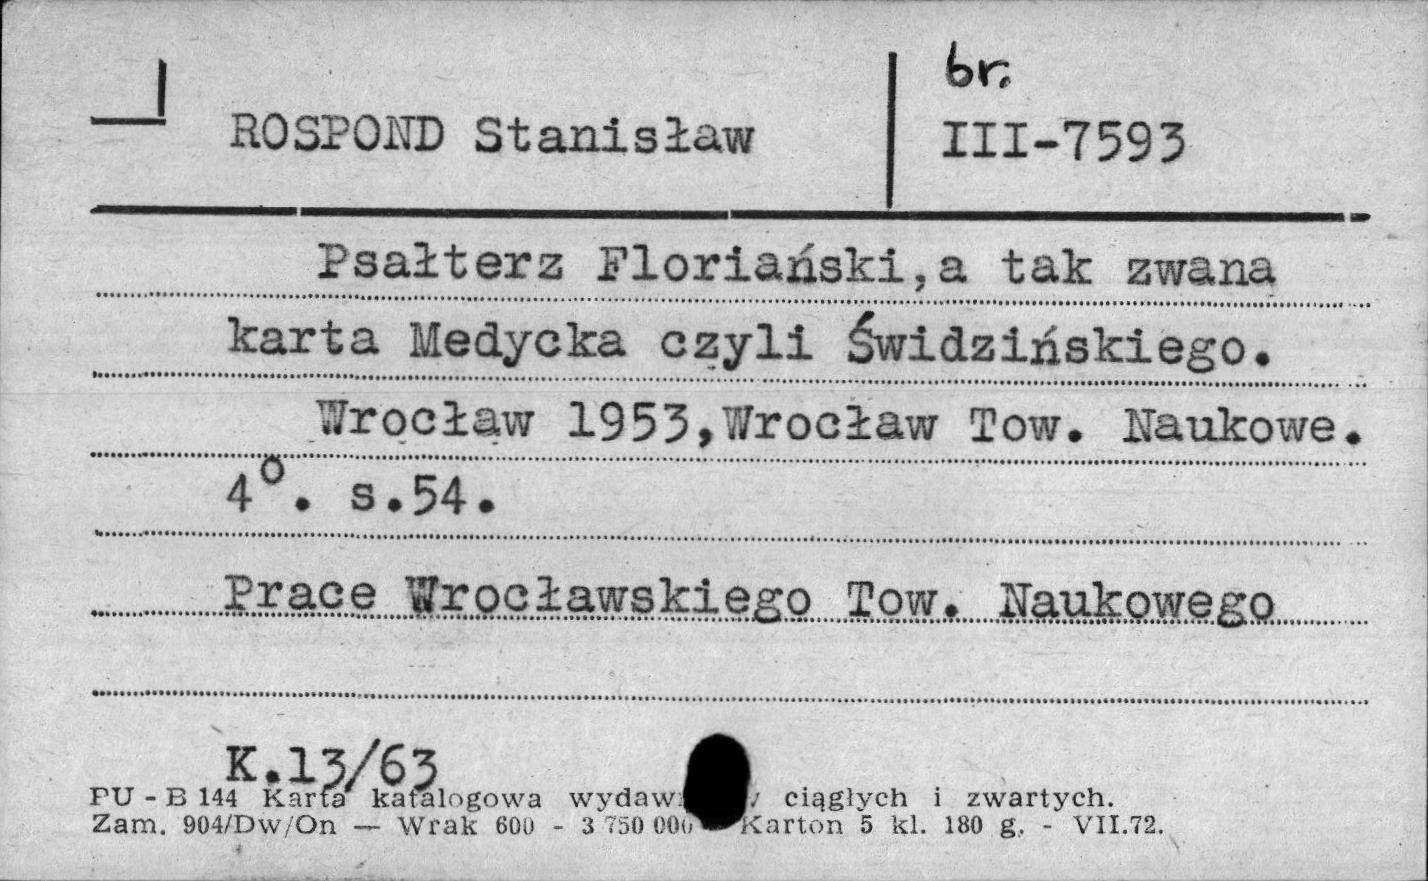 br.
ROSPOND Stanisław
III-7593
Psałterz Floriański,a tak zwana
karta Medycka czyli Świdzińskiego.
Wrocław 1953,Wrocław Tow. Naukowe.
4°. s.54.
Prace Wrocławskiego Tow. Naukowego
K.13/63
PU - B 144 Karta katalogowa ciągłych i zwartych.
Zam. 904/Dw/On — Wrak 600 - 3 750 000 Karton 5 kl. 180 g. - VII.72.